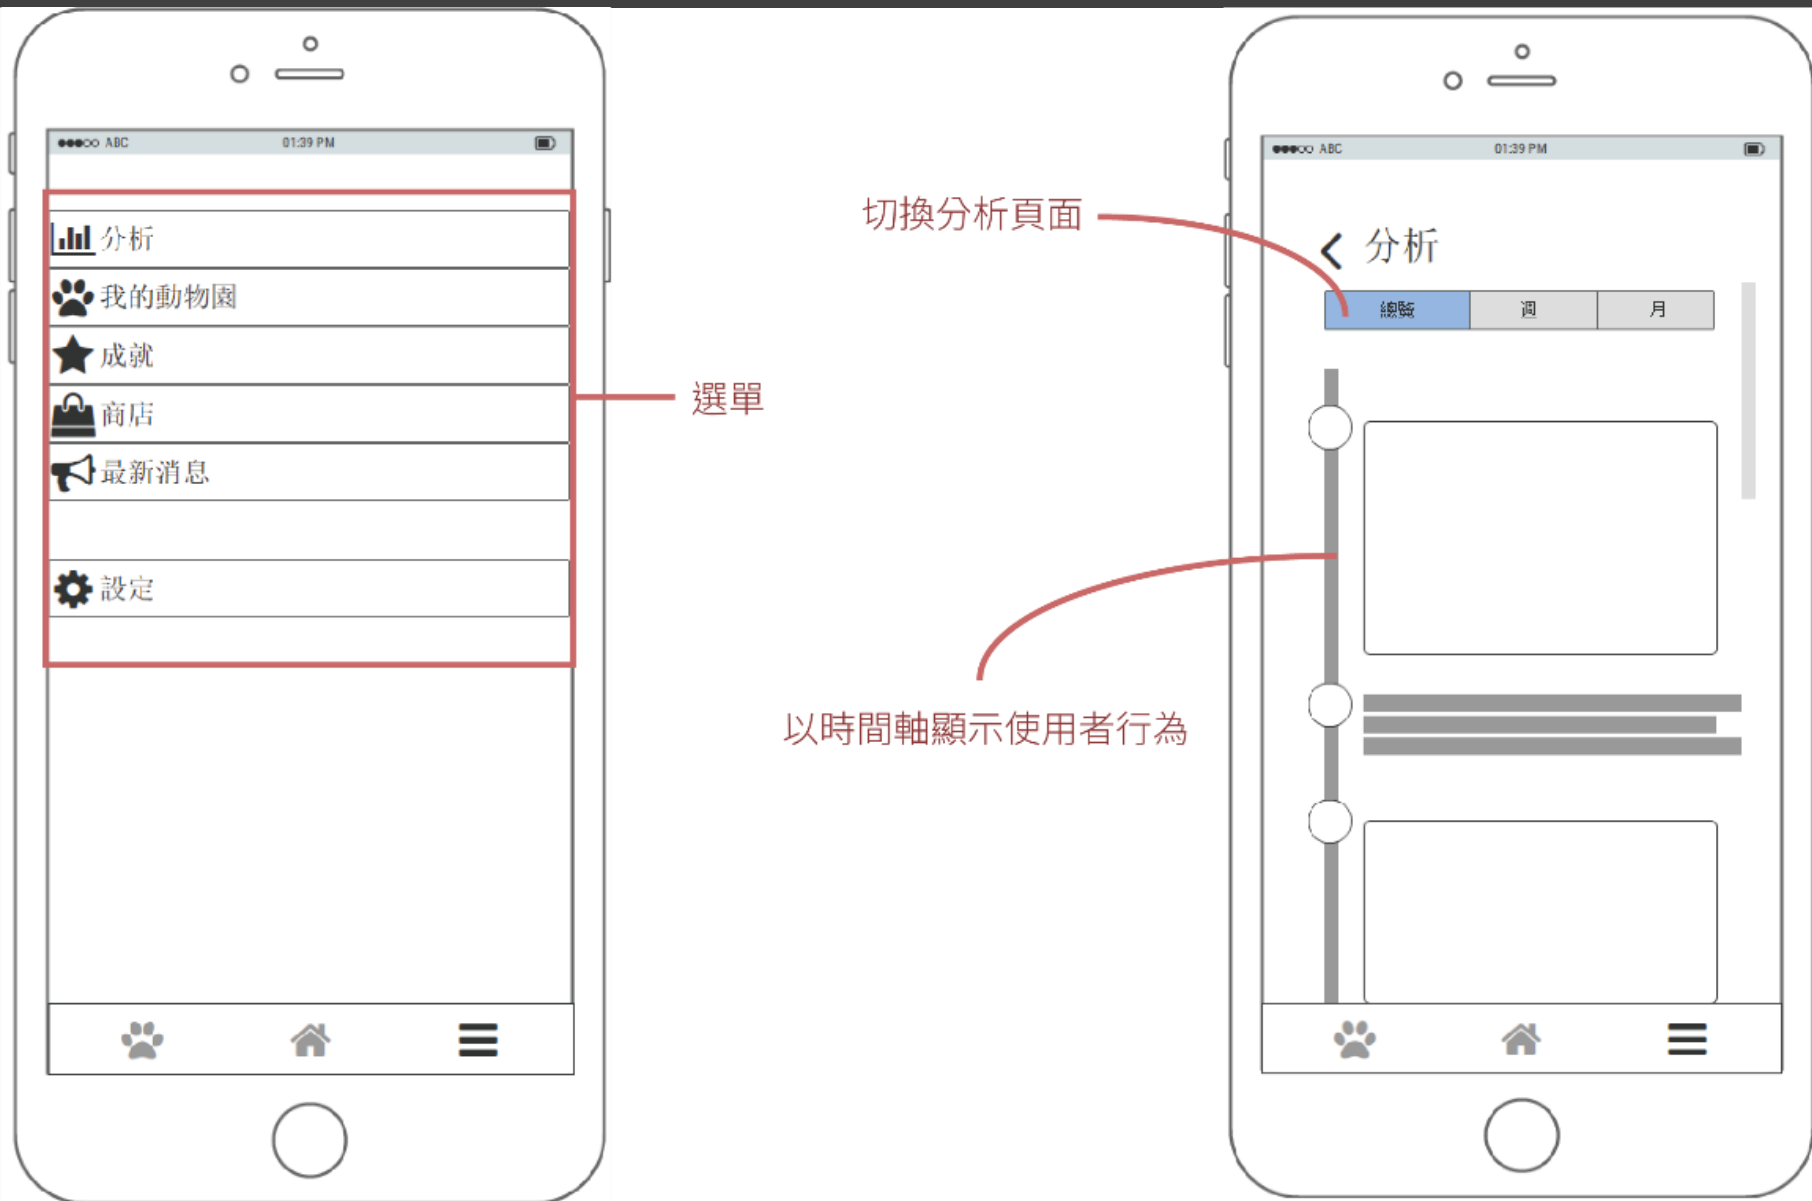 ABC 01:39 PM
分析
我的動物園
成就
商店
最新消息
設定
選單
切換分析頁面
以時間軸顯示使用者行為
ABC 01:39 PM
分析
總覽 週 月